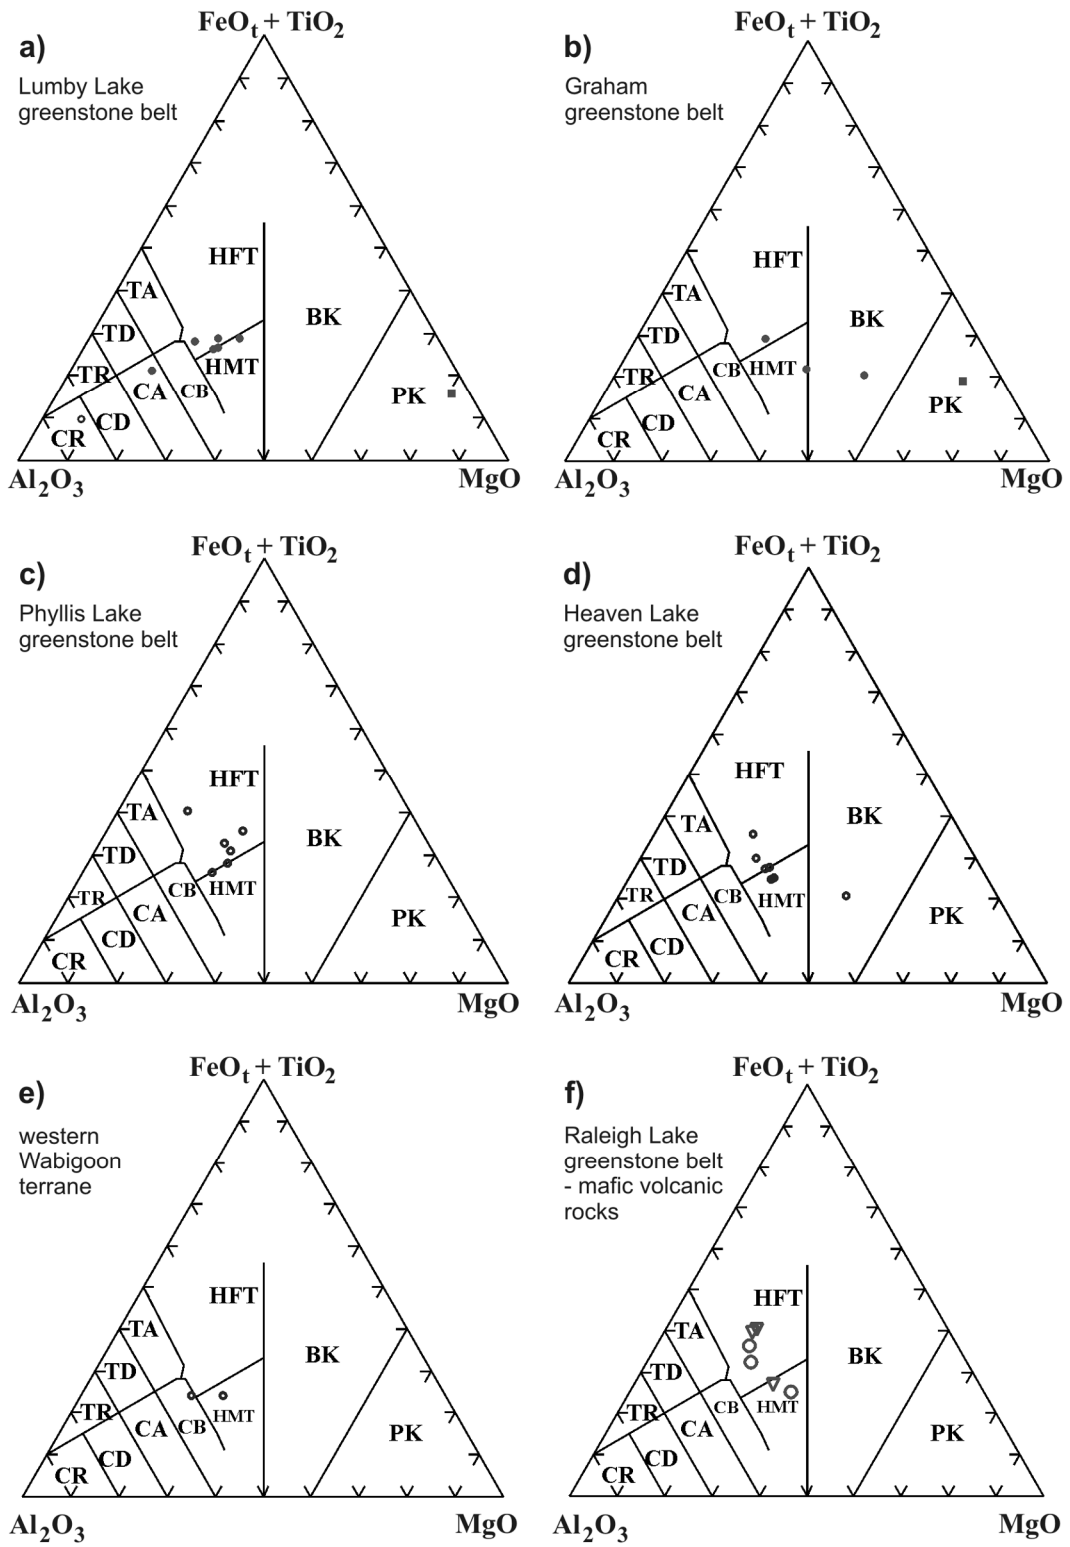 FeOt + TiO2
a)
Lumby Lake
greenstone belt
HFT
TA
BK
TD
HMT
TR
CA
CB
PK
CD
CR
Al2O3
MgO
FeOt + TiO2
b)
Graham
greenstone belt
HFT
TA
BK
TD
CB
HMT
TR
CA
PK
CD
CR
Al2O3
MgO
FeOt + TiO2
c)
Phyllis Lake
greenstone belt
HFT
TA
BK
TD
CB
HMT
TR
CA
PK
CD
CR
Al2O3
MgO
FeOt + TiO2
d)
Heaven Lake
greenstone belt
HFT
TA
BK
TD
TR
CB
HMT
CA
PK
CD
CR
Al2O3
MgO
FeOt + TiO2
e)
western
Wabigoon
terrane
HFT
TA
BK
TD
TR
HMT
CA
CB
PK
CD
CR
Al2O3
MgO
FeOt + TiO2
f)
Raleigh Lake
greenstone belt
- mafic volcanic
rocks
HFT
TA
BK
TD
TR
CB
HMT
CA
PK
CD
CR
Al2O3
MgO